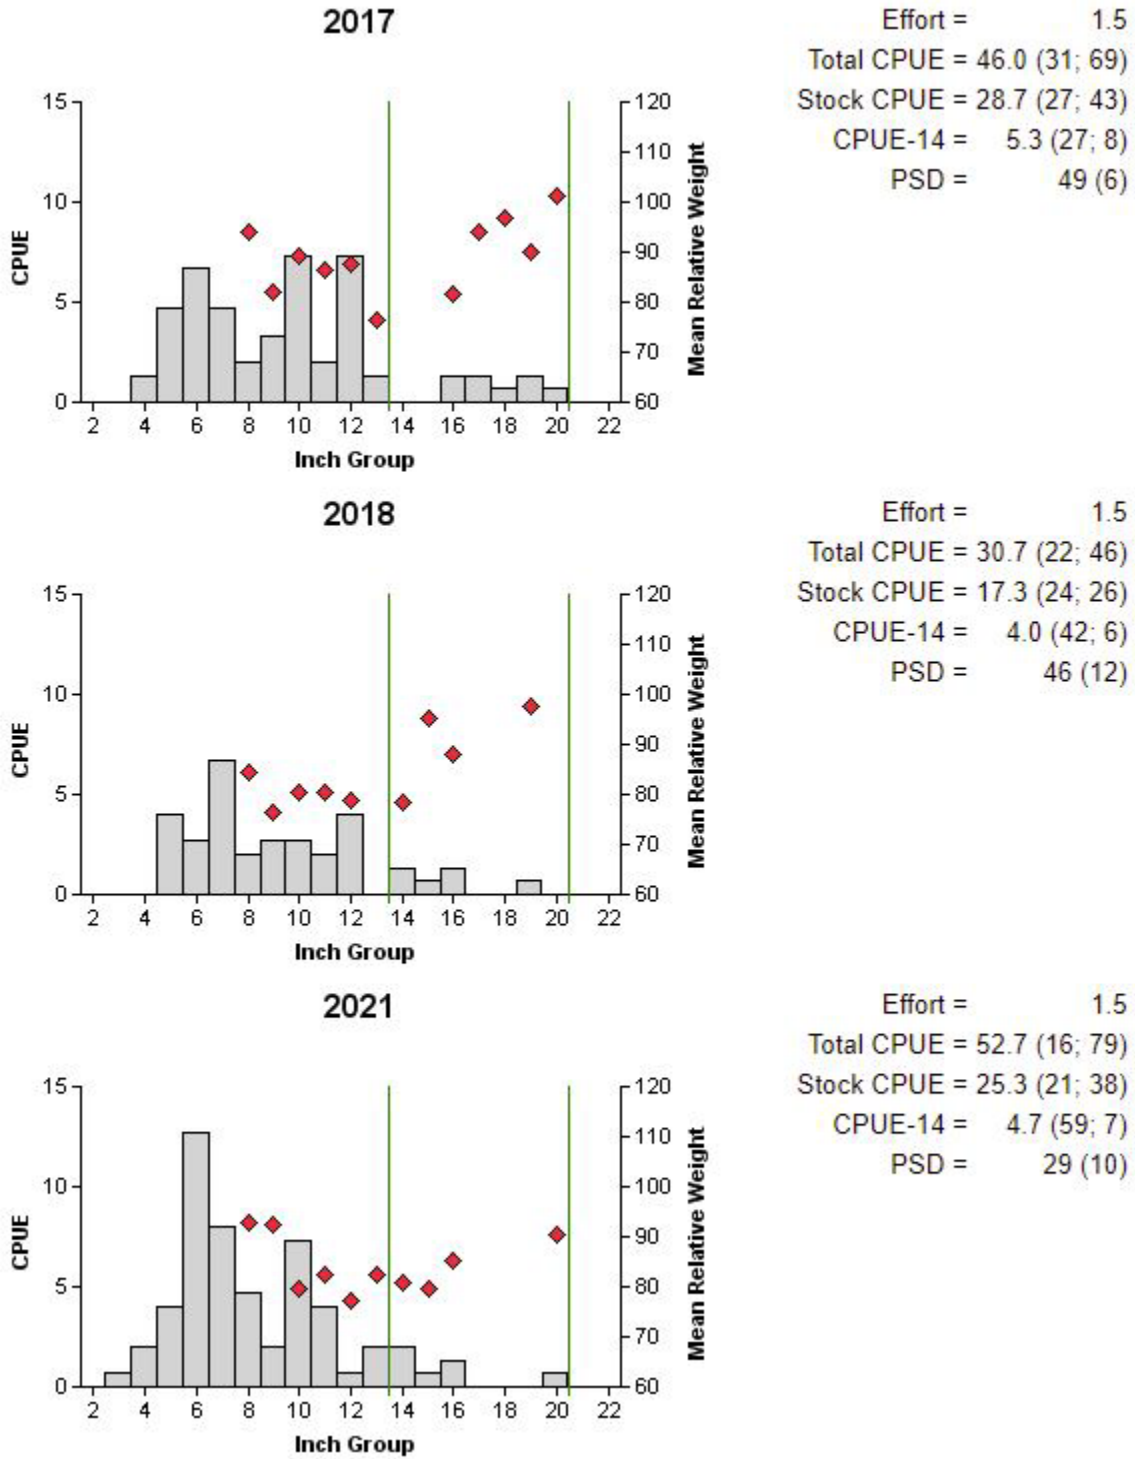 2017
Effort = 1.5
Total CPUE = 46.0 (31; 69)
Stock CPUE = 28.7 (27; 43)
CPUE-14 = 5.3 (27; 8)
PSD = 49 (6)
15
10
5
0
CPUE
120
110
100
90
80
70
60
Mean Relative Weight
2 4 6 8 10 12 14 16 18 20 22
Inch Group
2018
Effort = 1.5
Total CPUE = 30.7 (22; 46)
Stock CPUE = 17.3 (24; 26)
CPUE-14 = 4.0 (42; 6)
PSD = 46 (12)
15
10
5
0
CPUE
120
110
100
90
80
70
60
Mean Relative Weight
2 4 6 8 10 12 14 16 18 20 22
Inch Group
2021
Effort = 1.5
Total CPUE = 52.7 (16; 79)
Stock CPUE = 25.3 (21; 38)
CPUE-14 = 4.7 (59; 7)
PSD = 29 (10)
15
10
5
0
CPUE
120
110
100
90
80
70
60
Mean Relative Weight
2 4 6 8 10 12 14 16 18 20 22
Inch Group